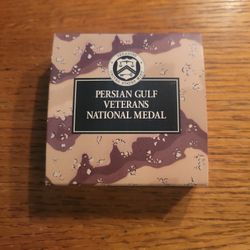 PERSIAN GULF
VETERANS
NATIONAL MEDAL